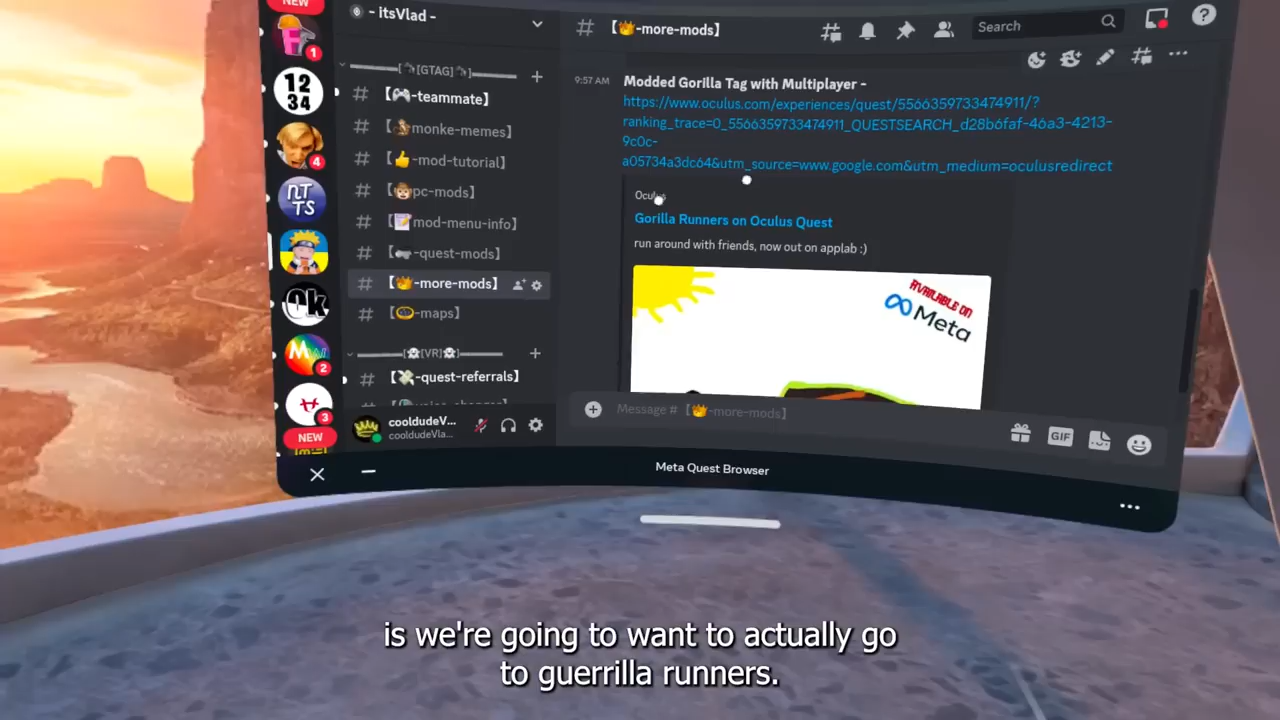 NEW
1
12
34
4
NT
TS
Ok
MV
2
3
NEW
- itsVlad -
[GTAG]
# 【🎮-teammate】
# 【🐒monke-memes】
# 【👍-mod-tutorial】
# 【🐵pc-mods】
# 【📝mod-menu-info】
# 【🎮-quest-mods】
# 【👑-more-mods】
# 【-maps】
[👻[VR]👻]
# 【💸-quest-referrals】
cooldudeV...
cooldudeVla...
# 【👑-more-mods】
Search
9:57 AM
Modded Gorilla Tag with Multiplayer -
https://www.oculus.com/experiences/quest/5566359733474911/?
ranking_trace=0_5566359733474911_QUESTSEARCH_d28b6faf-46a3-4213-
9c0c-
a05734a3dc64&utm_source=www.google.com&utm_medium=oculusredirect
Oculus
Gorilla Runners on Oculus Quest
run around with friends, now out on applab :)
AVAILABLE ON
Meta
Message # 【👑-more-mods】
GIF
Meta Quest Browser
is we're going to want to actually go
to guerrilla runners.